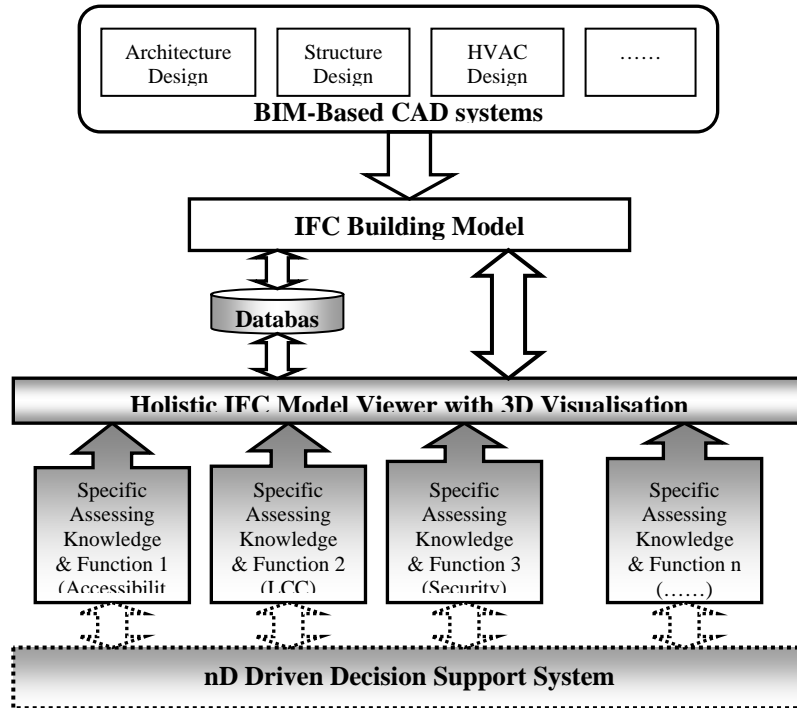 Architecture
Design
Structure
Design
HVAC
Design
……
BIM-Based CAD systems
IFC Building Model
Databas
Holistic IFC Model Viewer with 3D Visualisation
Specific
Assessing
Knowledge
& Function 1
(Accessibilit
Specific
Assessing
Knowledge
& Function 2
(LCC)
Specific
Assessing
Knowledge
& Function 3
(Security)
Specific
Assessing
Knowledge
& Function n
(……)
nD Driven Decision Support System